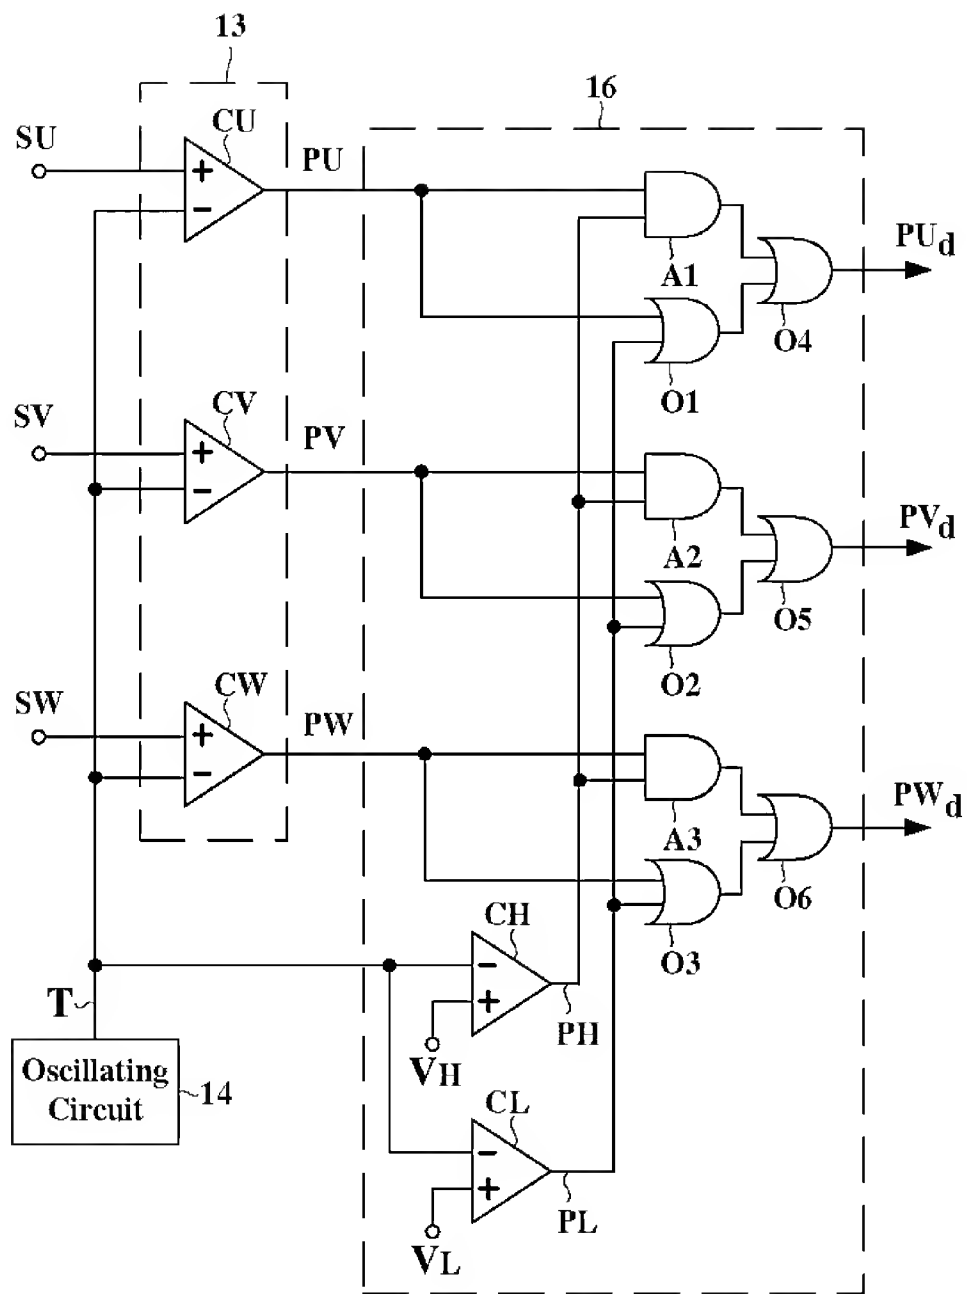 13
16
SU
CU
PU
+
−
A1
PUd
O4
O1
SV
CV
PV
+
−
A2
PVd
O5
O2
SW
CW
PW
+
−
A3
PWd
O6
O3
CH
−
+
T
PH
VH
Oscillating
Circuit
14
CL
−
+
PL
VL